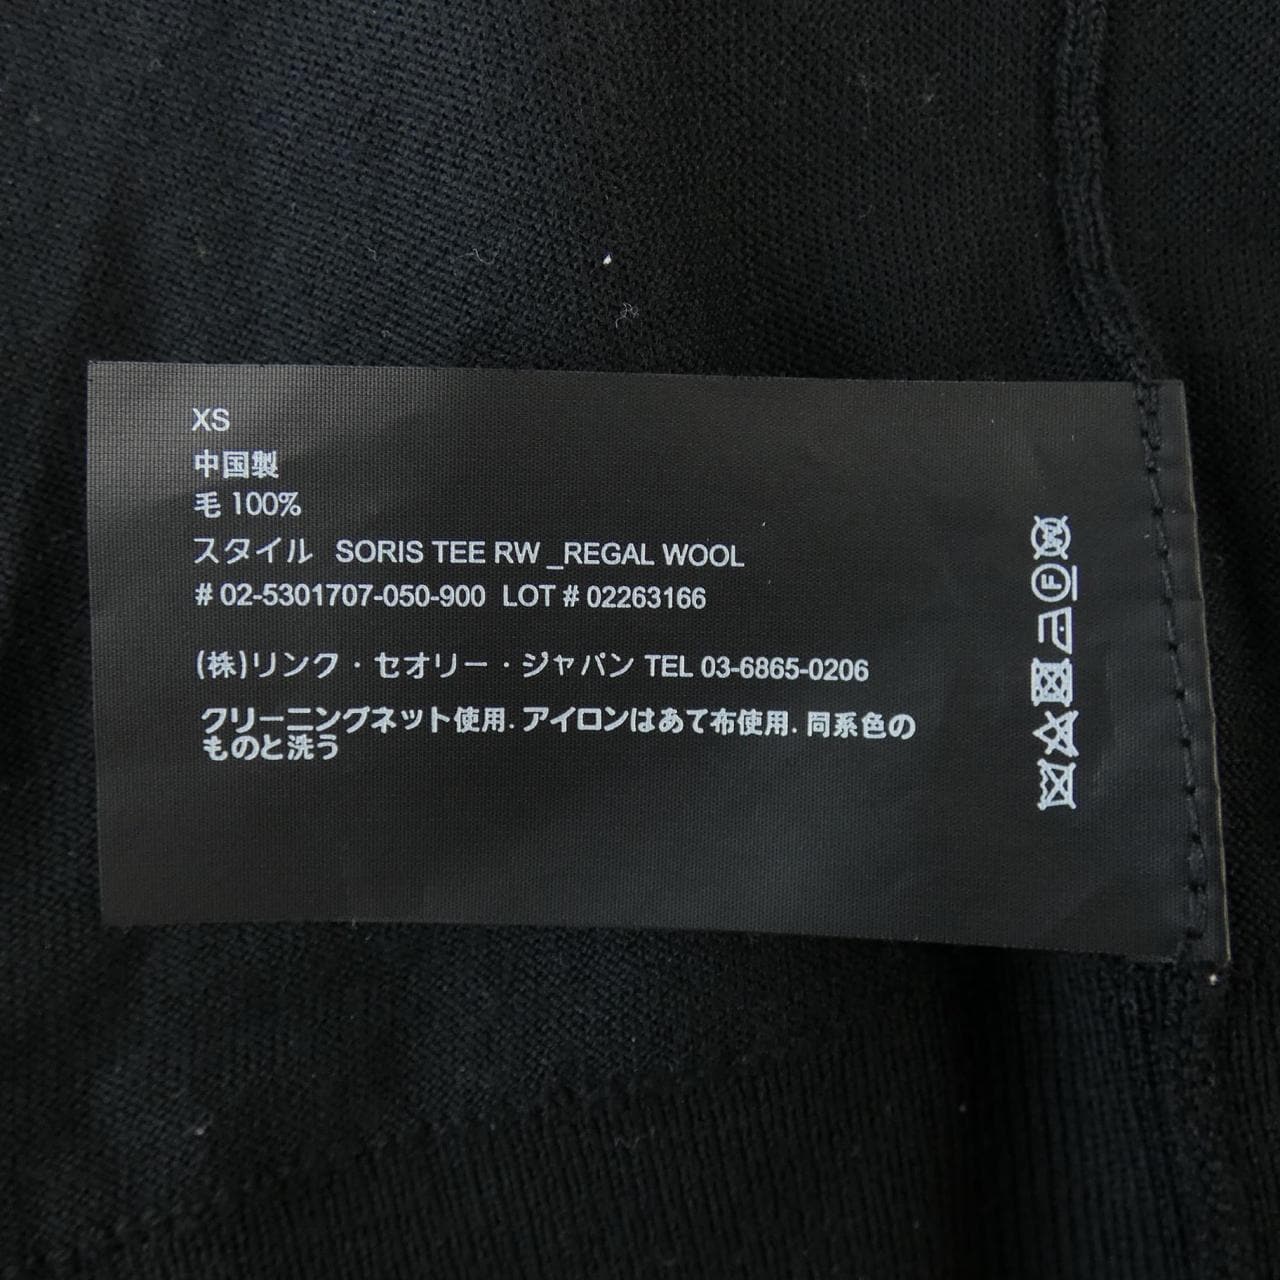 XS
中国製
毛 100%
スタイル SORIS TEE RW _REGAL WOOL
# 02-5301707-050-900 LOT # 02263166
(株)リンク・セオリー・ジャパン TEL 03-6865-0206
クリーニングネット使用. アイロンはあて布使用. 同系色の
ものと洗う
W
F